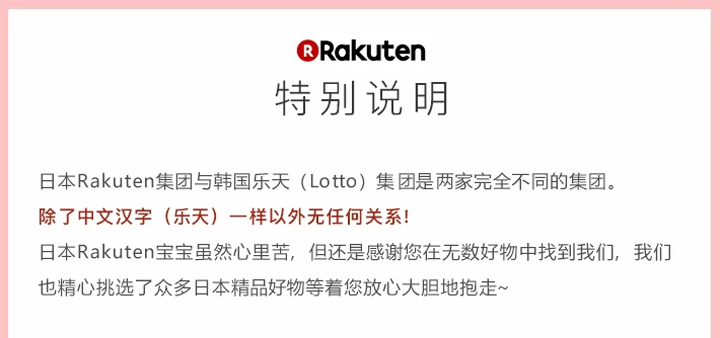 Rakuten
特别说明
日本Rakuten集团与韩国乐天（Lotto）集团是两家完全不同的集团。
除了中文汉字（乐天）一样以外无任何关系！
日本Rakuten宝宝虽然心里苦，但还是感谢您在无数好物中找到我们，我们
也精心挑选了众多日本精品好物等着您放心大胆地抱走~